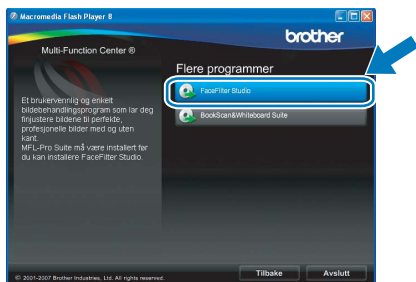 Macromedia Flash Player 8
brother
Multi-Function Center ®
Flere programmer
FaceFilter Studio
BookScan&Whiteboard Suite
Et brukervennlig og enkelt
bildebehandlingsprogram som lar deg
finjustere bildene til perfekte,
profesjonelle bilder med og uten
kant.
MFL-Pro Suite må være installert før
du kan installere FaceFilter Studio.
Tilbake
Avslutt
© 2001-2007 Brother Industries, Ltd. All rights reserved.